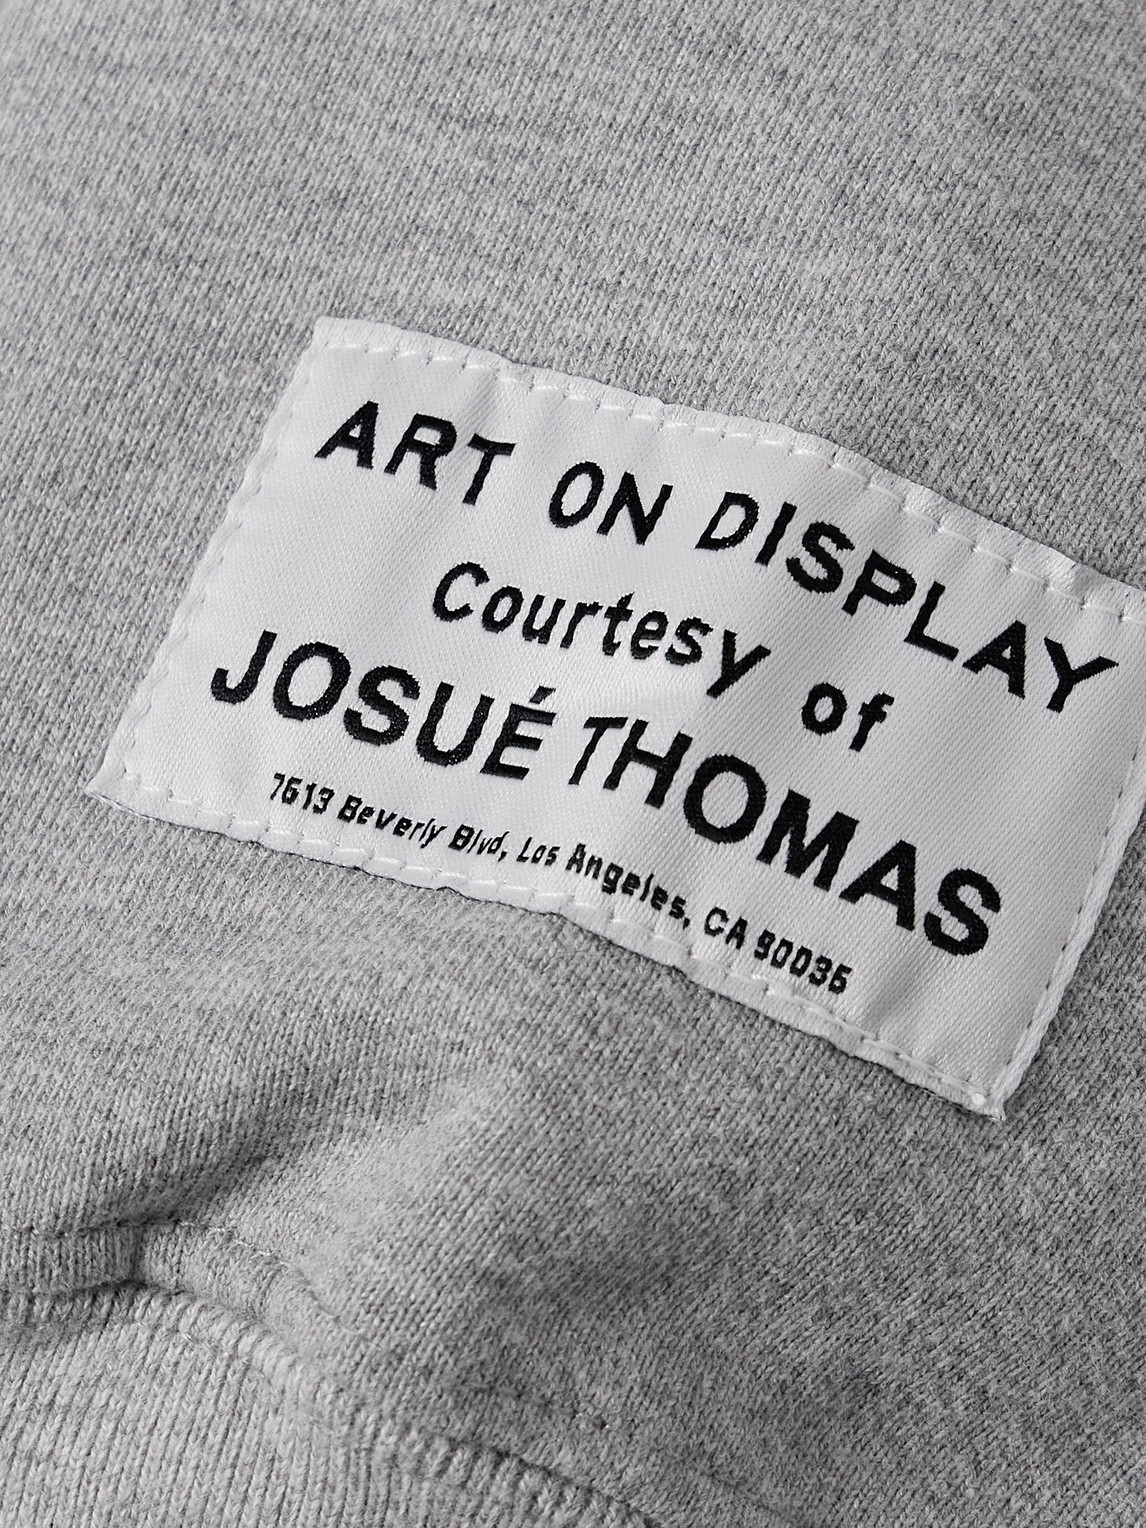 ART ON DISPLAY
Courtesy of
JOSUÉ THOMAS
7613 Beverly Blvd, Los Angeles, CA 90036